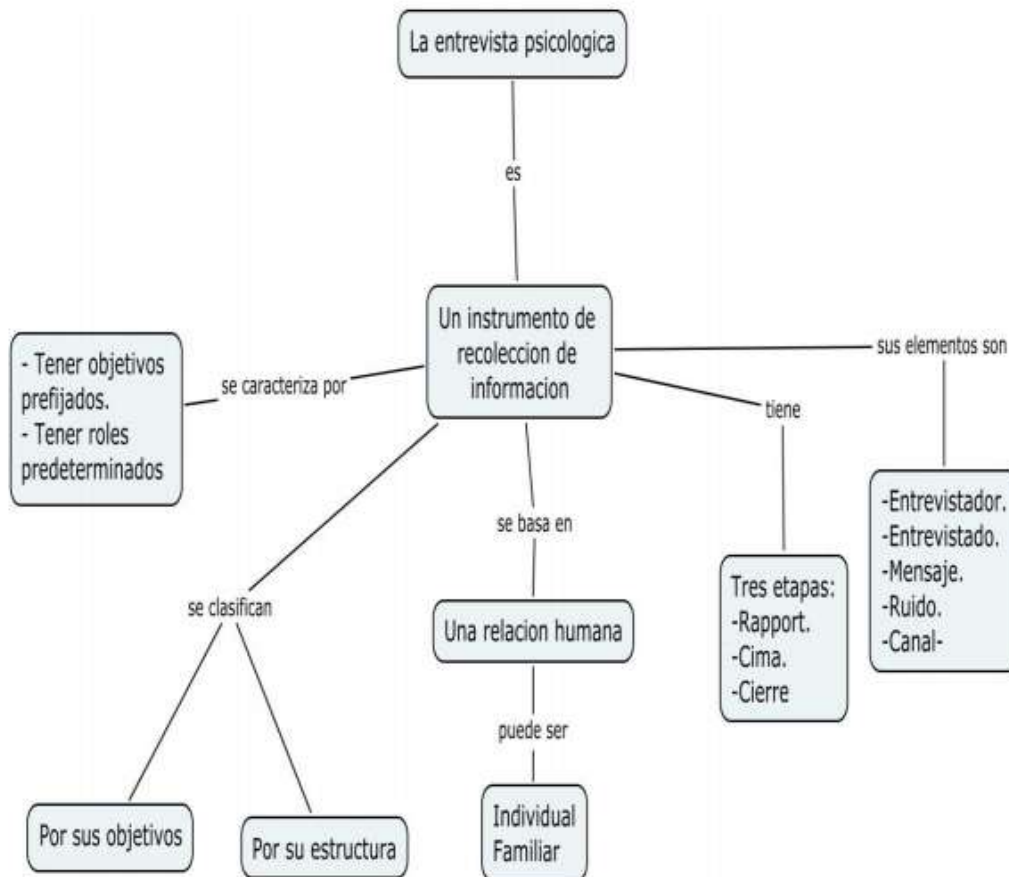 La entrevista psicologica
es
Un instrumento de
recoleccion de
informacion
se caracteriza por
- Tener objetivos
prefijados.
- Tener roles
predeterminados
se clasifican
Por sus objetivos
Por su estructura
se basa en
Una relacion humana
puede ser
Individual
Familiar
tiene
Tres etapas:
-Rapport.
-Cima.
-Cierre
sus elementos son
-Entrevistador.
-Entrevistado.
-Mensaje.
-Ruido.
-Canal-